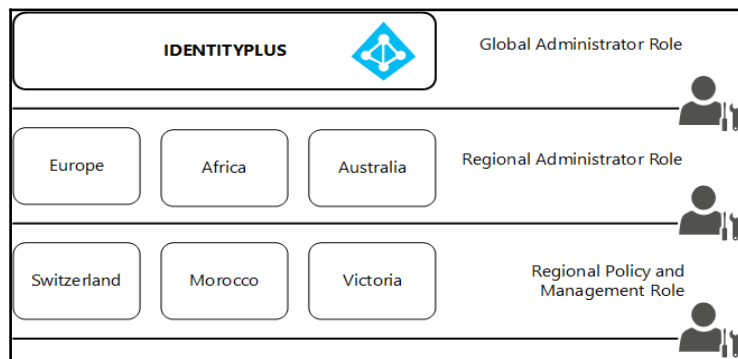 IDENTITYPLUS
Global Administrator Role
Europe
Africa
Australia
Regional Administrator Role
Switzerland
Morocco
Victoria
Regional Policy and
Management Role